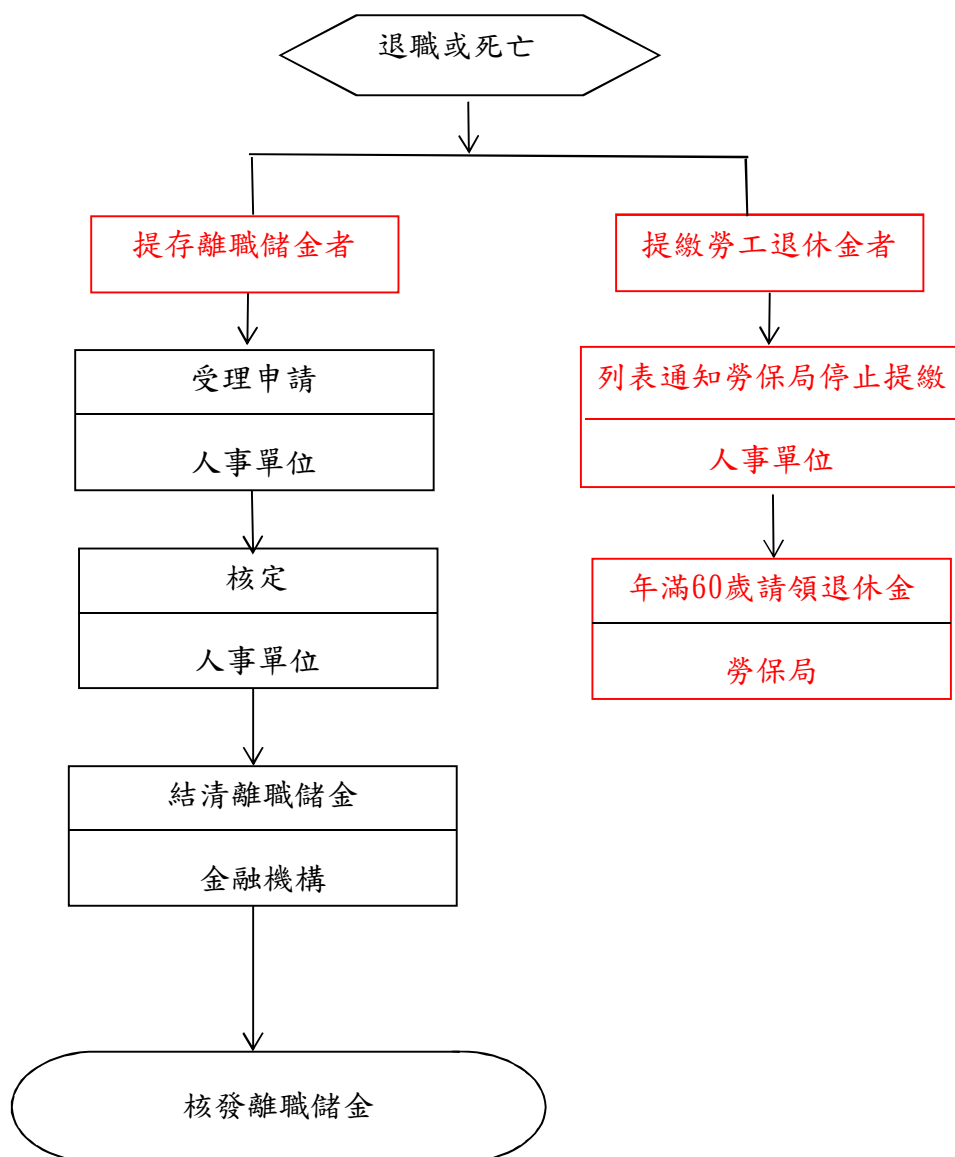 退職或死亡
提存離職儲金者
提繳勞工退休金者
受理申請
人事單位
列表通知勞保局停止提繳
人事單位
核定
人事單位
年滿60歲請領退休金
勞保局
結清離職儲金
金融機構
核發離職儲金